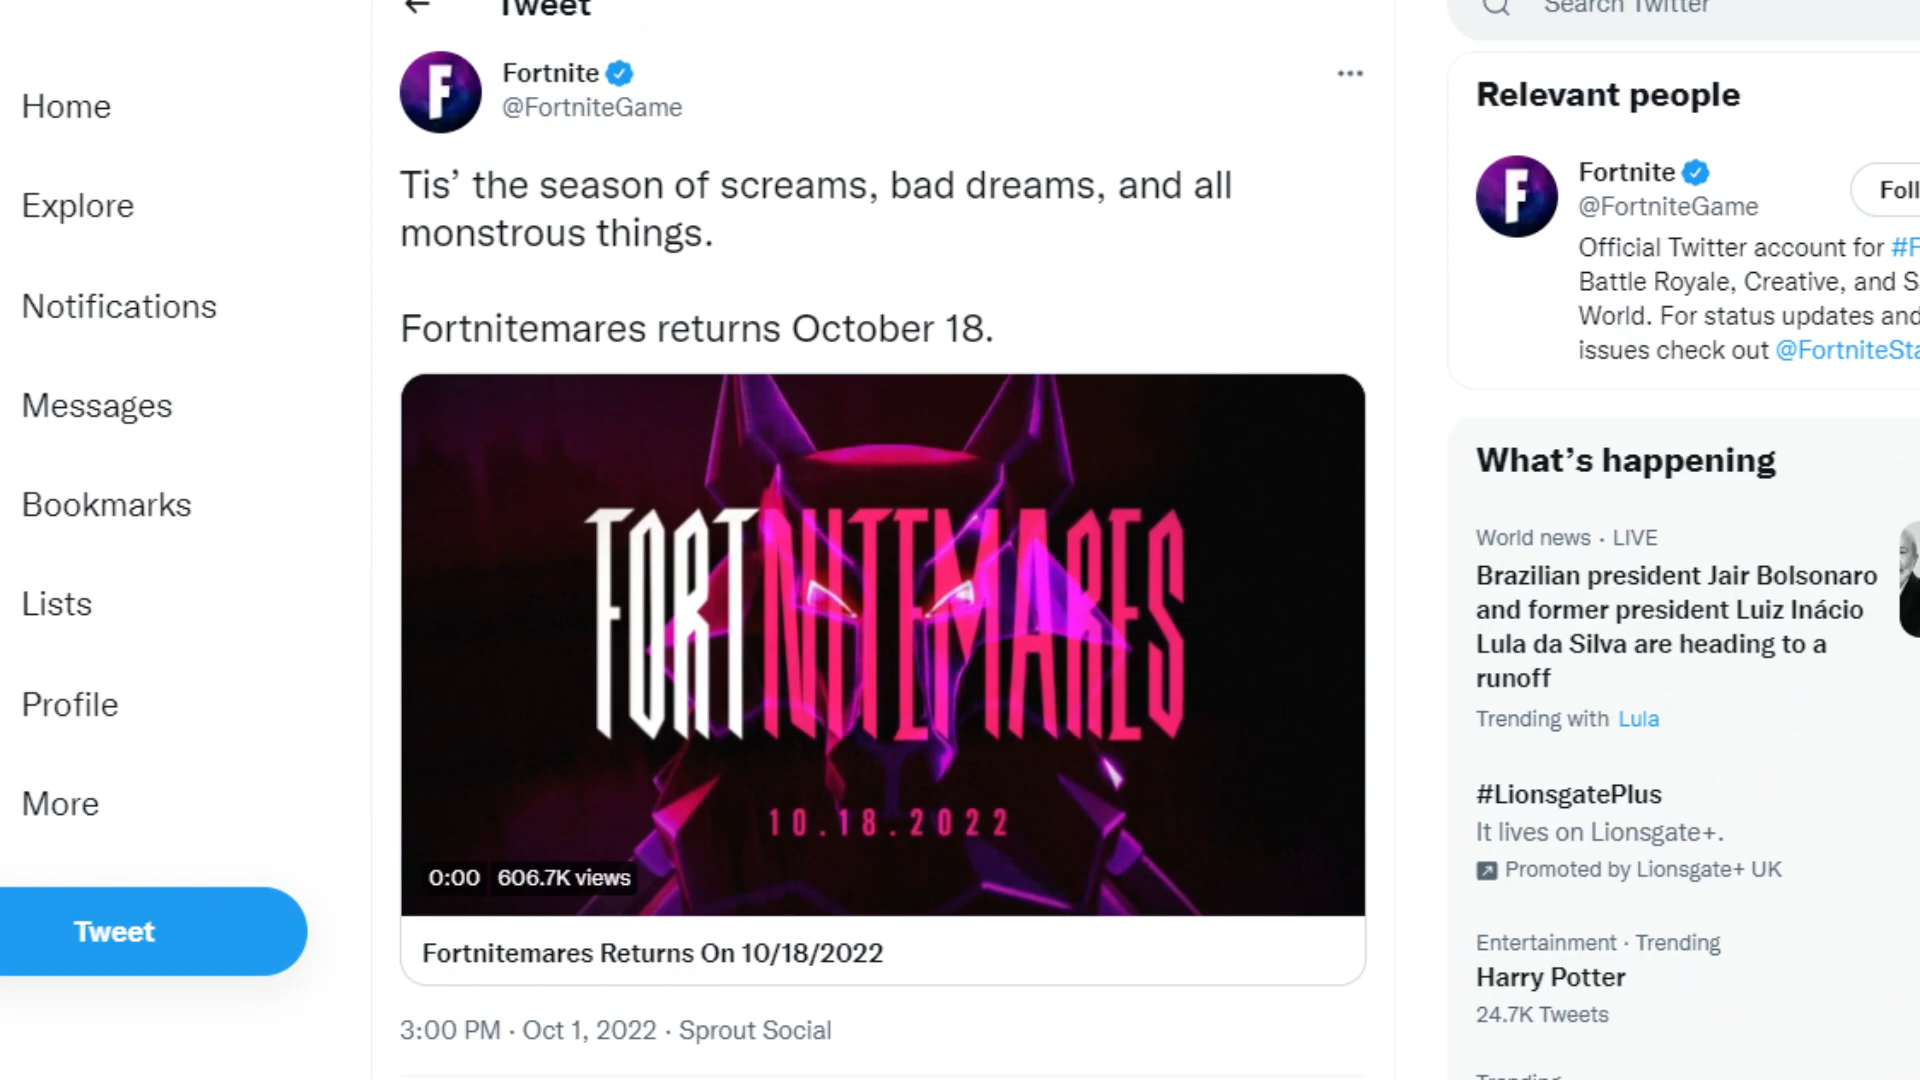 Tweet
Search Twitter
Home
Explore
Notifications
Messages
Bookmarks
Lists
Profile
More
Tweet
Fortnite
@FortniteGame
Tis’ the season of screams, bad dreams, and all
monstrous things.
Fortnitemares returns October 18.
FORTNITEMARES
10.18.2022
0:00 606.7K views
Fortnitemares Returns On 10/18/2022
3:00 PM · Oct 1, 2022 · Sprout Social
Relevant people
Fortnite
@FortniteGame
Foll
Official Twitter account for #F
Battle Royale, Creative, and S
World. For status updates and
issues check out @FortniteSta
What’s happening
World news · LIVE
Brazilian president Jair Bolsonaro
and former president Luiz Inácio
Lula da Silva are heading to a
runoff
Trending with Lula
#LionsgatePlus
It lives on Lionsgate+.
Promoted by Lionsgate+ UK
Entertainment · Trending
Harry Potter
24.7K Tweets
Trending